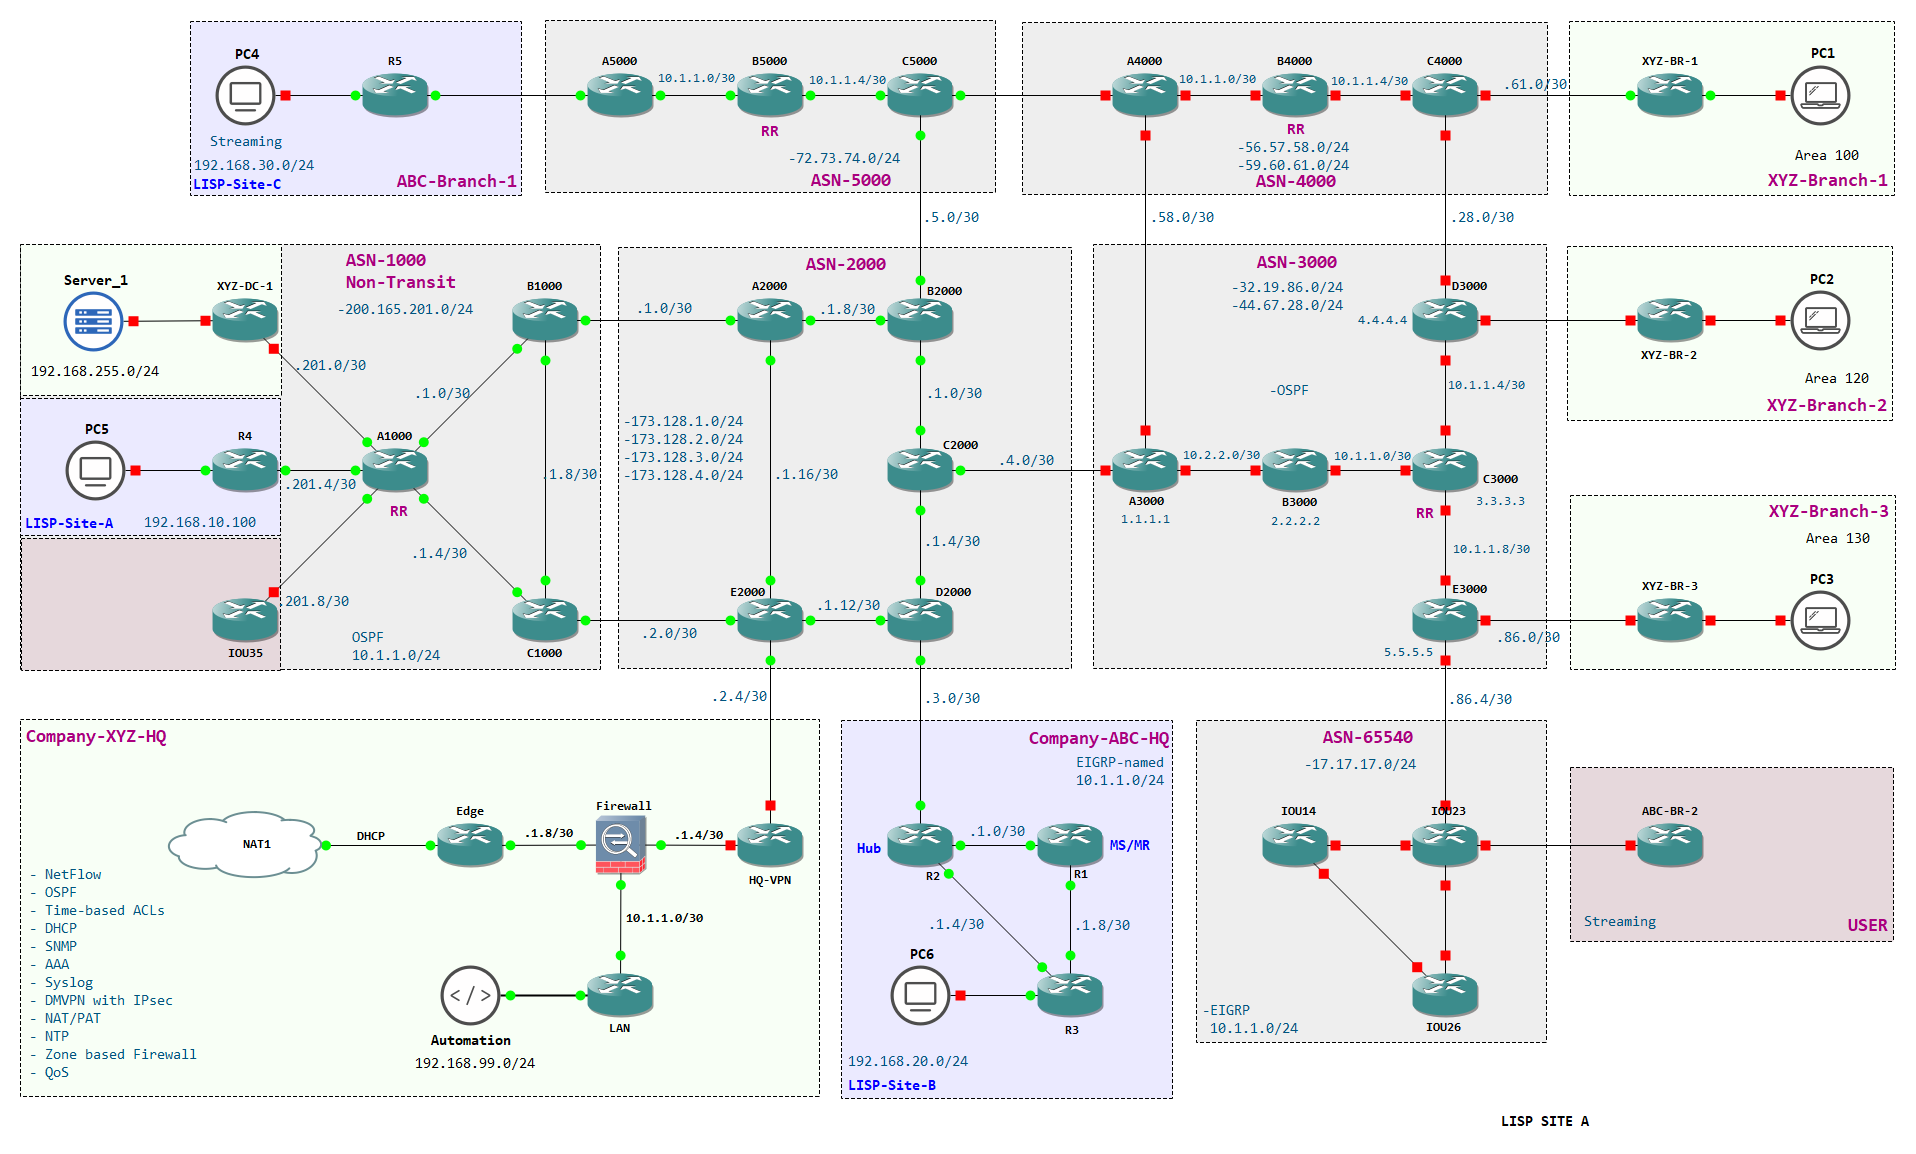 PC4
R5
Streaming
192.168.30.0/24
LISP-Site-C
ABC-Branch-1
A5000
10.1.1.0/30
B5000
10.1.1.4/30
C5000
RR
-72.73.74.0/24
ASN-5000
A4000
10.1.1.0/30
B4000
10.1.1.4/30
C4000
RR
-56.57.58.0/24
-59.60.61.0/24
ASN-4000
.61.0/30
XYZ-BR-1
PC1
Area 100
XYZ-Branch-1
.5.0/30
.58.0/30
.28.0/30
Server_1
XYZ-DC-1
192.168.255.0/24
PC5
R4
LISP-Site-A
192.168.10.100
IOU35
ASN-1000
Non-Transit
-200.165.201.0/24
B1000
.201.0/30
.1.0/30
A1000
.201.4/30
RR
.1.8/30
.1.4/30
201.8/30
OSPF
10.1.1.0/24
C1000
.1.0/30
.2.0/30
ASN-2000
A2000
.1.8/30
B2000
-173.128.1.0/24
-173.128.2.0/24
-173.128.3.0/24
-173.128.4.0/24
.1.0/30
C2000
.1.16/30
.1.4/30
E2000
.1.12/30
D2000
.4.0/30
ASN-3000
-32.19.86.0/24
-44.67.28.0/24
D3000
4.4.4.4
10.1.1.4/30
-OSPF
10.2.2.0/30
10.1.1.0/30
A3000
1.1.1.1
B3000
2.2.2.2
C3000
3.3.3.3
RR
10.1.1.8/30
E3000
5.5.5.5
.86.0/30
PC2
XYZ-BR-2
Area 120
XYZ-Branch-2
XYZ-Branch-3
Area 130
XYZ-BR-3
PC3
.2.4/30
.3.0/30
.86.4/30
Company-XYZ-HQ
NAT1
DHCP
Edge
.1.8/30
Firewall
.1.4/30
HQ-VPN
10.1.1.0/30
- NetFlow
- OSPF
- Time-based ACLs
- DHCP
- SNMP
- AAA
- Syslog
- DMVPN with IPsec
- NAT/PAT
- NTP
- Zone based Firewall
- QoS
</>
Automation
192.168.99.0/24
LAN
Company-ABC-HQ
EIGRP-named
10.1.1.0/24
Hub
.1.0/30
MS/MR
R2
R1
.1.4/30
.1.8/30
PC6
R3
192.168.20.0/24
LISP-Site-B
ASN-65540
-17.17.17.0/24
IOU14
IOU23
-EIGRP
10.1.1.0/24
IOU26
ABC-BR-2
Streaming
USER
LISP SITE A